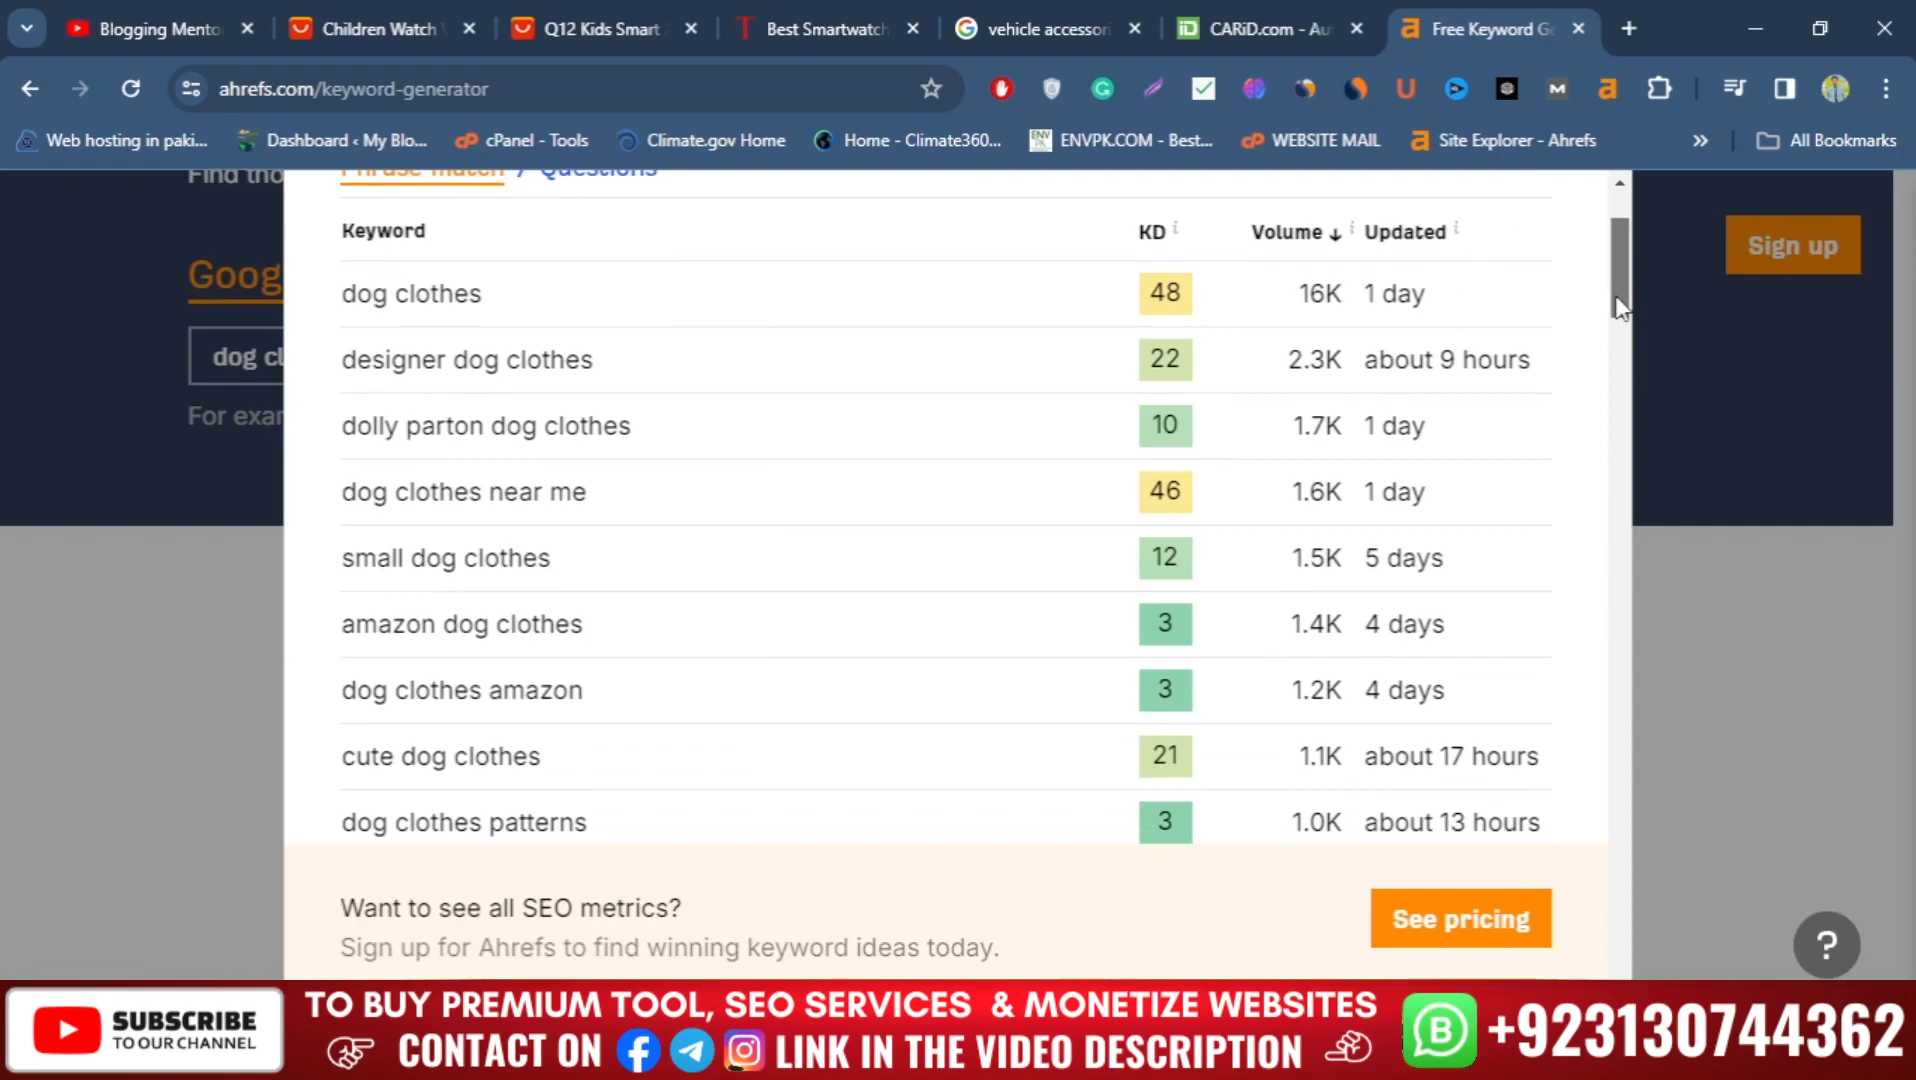 Blogging Mento
Children Watch
Q12 Kids Smart
Best Smartwatch
vehicle accessor
CARiD.com - Au
Free Keyword Ge
ahrefs.com/keyword-generator
Web hosting in paki...
Dashboard ‹ My Blo...
cPanel - Tools
Climate.gov Home
Home - Climate360...
ENVPK.COM - Best...
WEBSITE MAIL
Site Explorer - Ahrefs
All Bookmarks
Find tho
Phrase match / Questions
Sign up
Goog
dog cl
For exar
Keyword KD Volume ↓ Updated
dog clothes 48 16K 1 day
designer dog clothes 22 2.3K about 9 hours
dolly parton dog clothes 10 1.7K 1 day
dog clothes near me 46 1.6K 1 day
small dog clothes 12 1.5K 5 days
amazon dog clothes 3 1.4K 4 days
dog clothes amazon 3 1.2K 4 days
cute dog clothes 21 1.1K about 17 hours
dog clothes patterns 3 1.0K about 13 hours
Want to see all SEO metrics?
Sign up for Ahrefs to find winning keyword ideas today.
See pricing
?
SUBSCRIBE
TO OUR CHANNEL
TO BUY PREMIUM TOOL, SEO SERVICES & MONETIZE WEBSITES
CONTACT ON LINK IN THE VIDEO DESCRIPTION
+923130744362